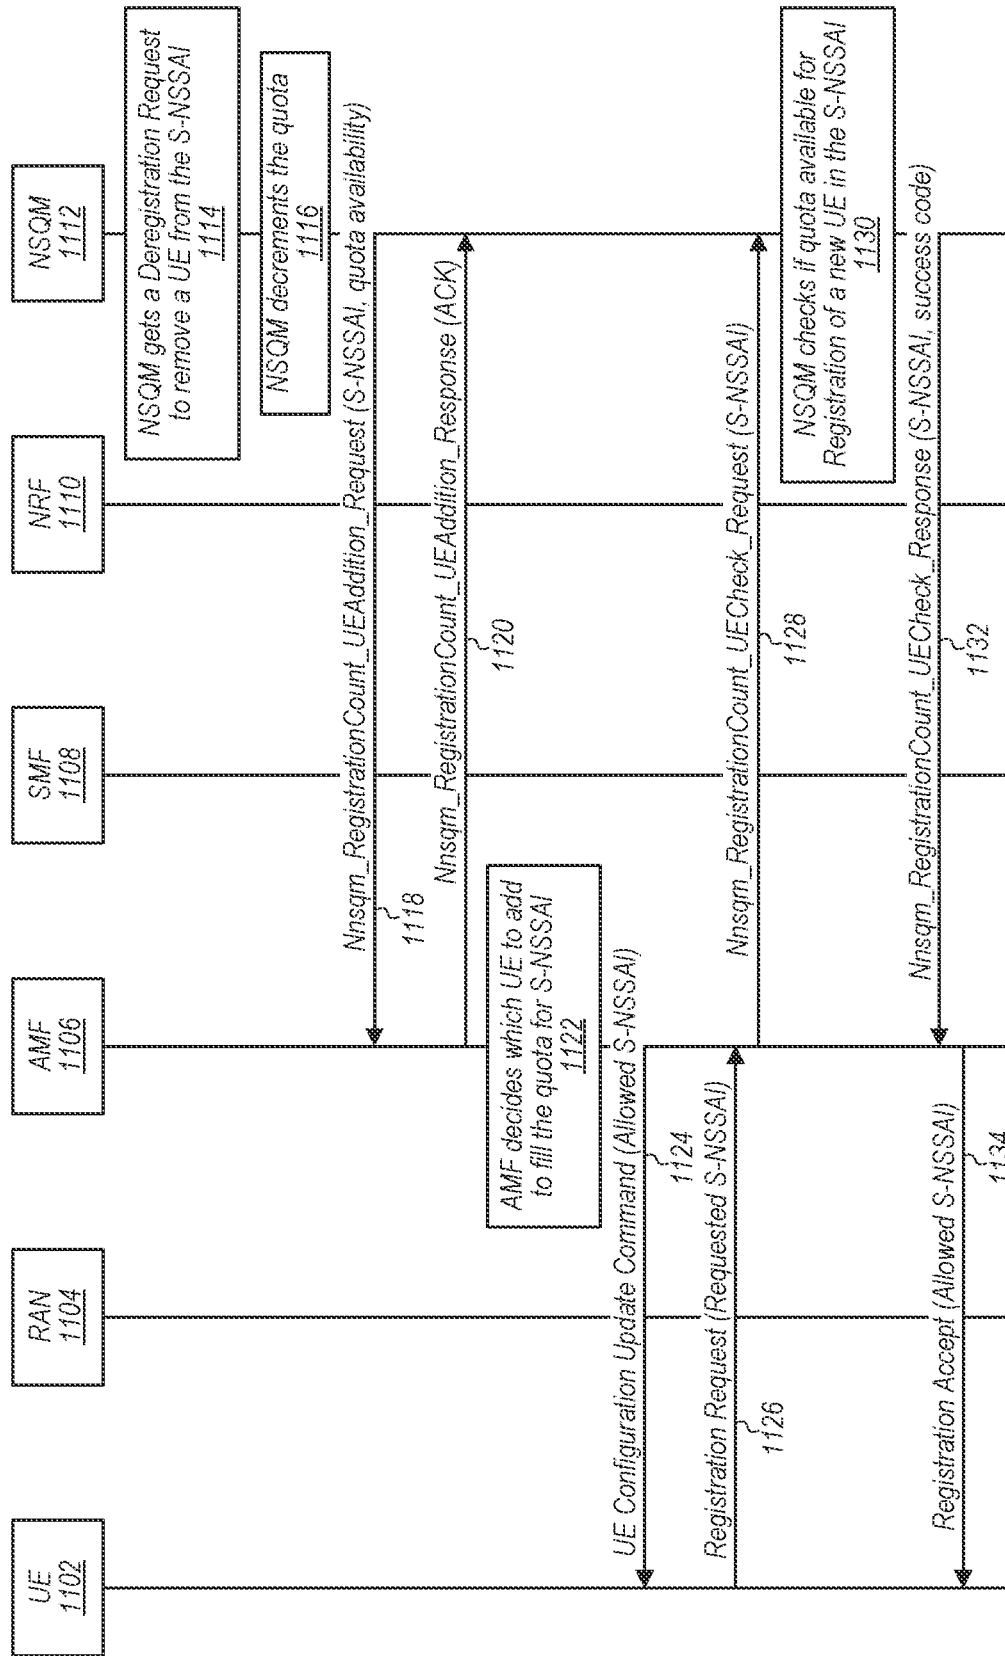 UE
1102
RAN
1104
AMF
1106
SMF
1108
NRF
1110
NSQM
1112
NSQM gets a Deregistration Request
to remove a UE from the S-NSSAI
1114
NSQM decrements the quota
1116
Nnsqm_RegistrationCount_UEAddition_Request (S-NSSAI, quota availability)
1118
Nnsqm_RegistrationCount_UEAddition_Response (ACK)
1120
AMF decides which UE to add
to fill the quota for S-NSSAI
1122
UE Configuration Update Command (Allowed S-NSSAI)
1124
Registration Request (Requested S-NSSAI)
1126
Nnsqm_RegistrationCount_UECheck_Request (S-NSSAI)
1128
NSQM checks if quota available for
Registration of a new UE in the S-NSSAI
1130
Nnsqm_RegistrationCount_UECheck_Response (S-NSSAI, success code)
1132
Registration Accept (Allowed S-NSSAI)
1134